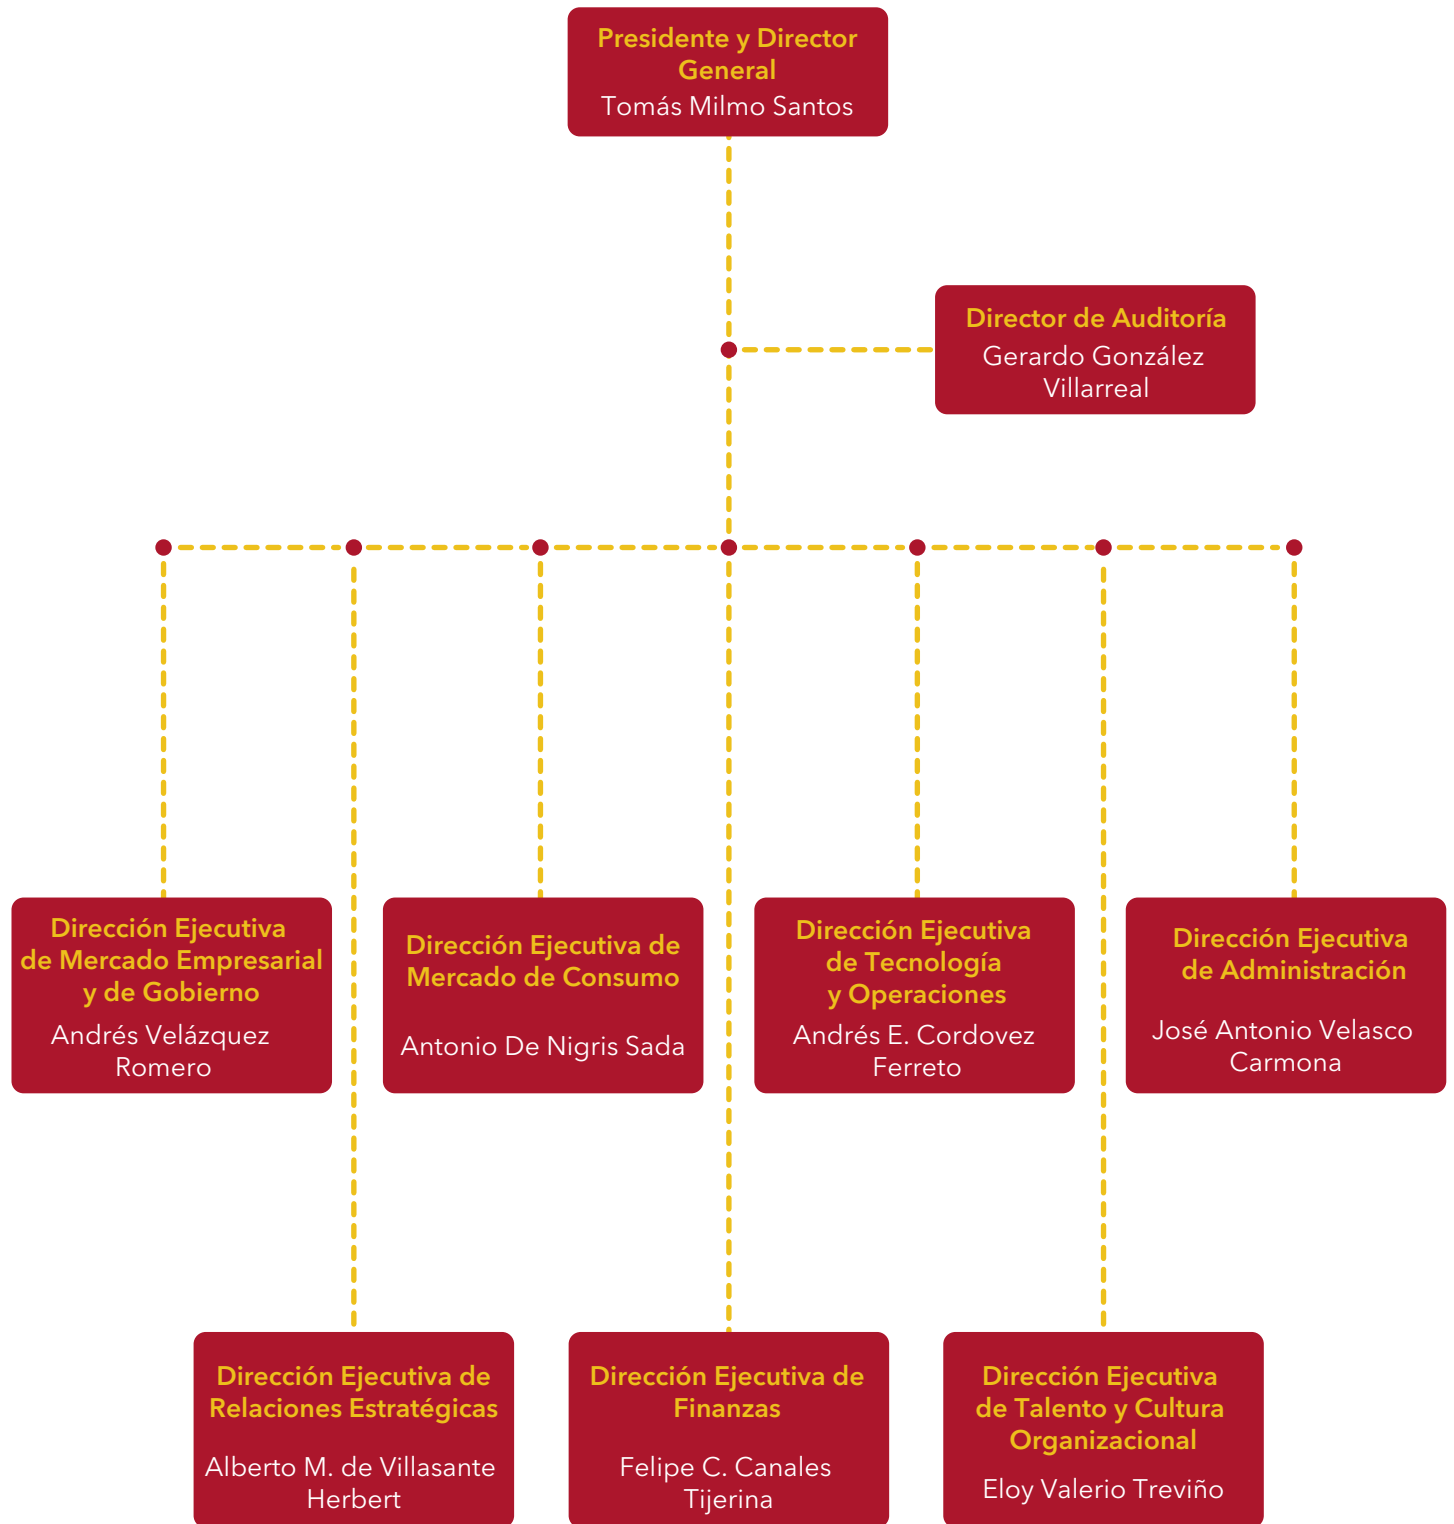 Presidente y Director
General
Tomás Milmo Santos
Director de Auditoría
Gerardo González
Villarreal
Dirección Ejecutiva
de Mercado Empresarial
y de Gobierno
Andrés Velázquez
Romero
Dirección Ejecutiva de
Mercado de Consumo
Antonio De Nigris Sada
Dirección Ejecutiva
de Tecnología
y Operaciones
Andrés E. Cordovez
Ferreto
Dirección Ejecutiva
de Administración
José Antonio Velasco
Carmona
Dirección Ejecutiva de
Relaciones Estratégicas
Alberto M. de Villasante
Herbert
Dirección Ejecutiva de
Finanzas
Felipe C. Canales
Tijerina
Dirección Ejecutiva
de Talento y Cultura
Organizacional
Eloy Valerio Treviño